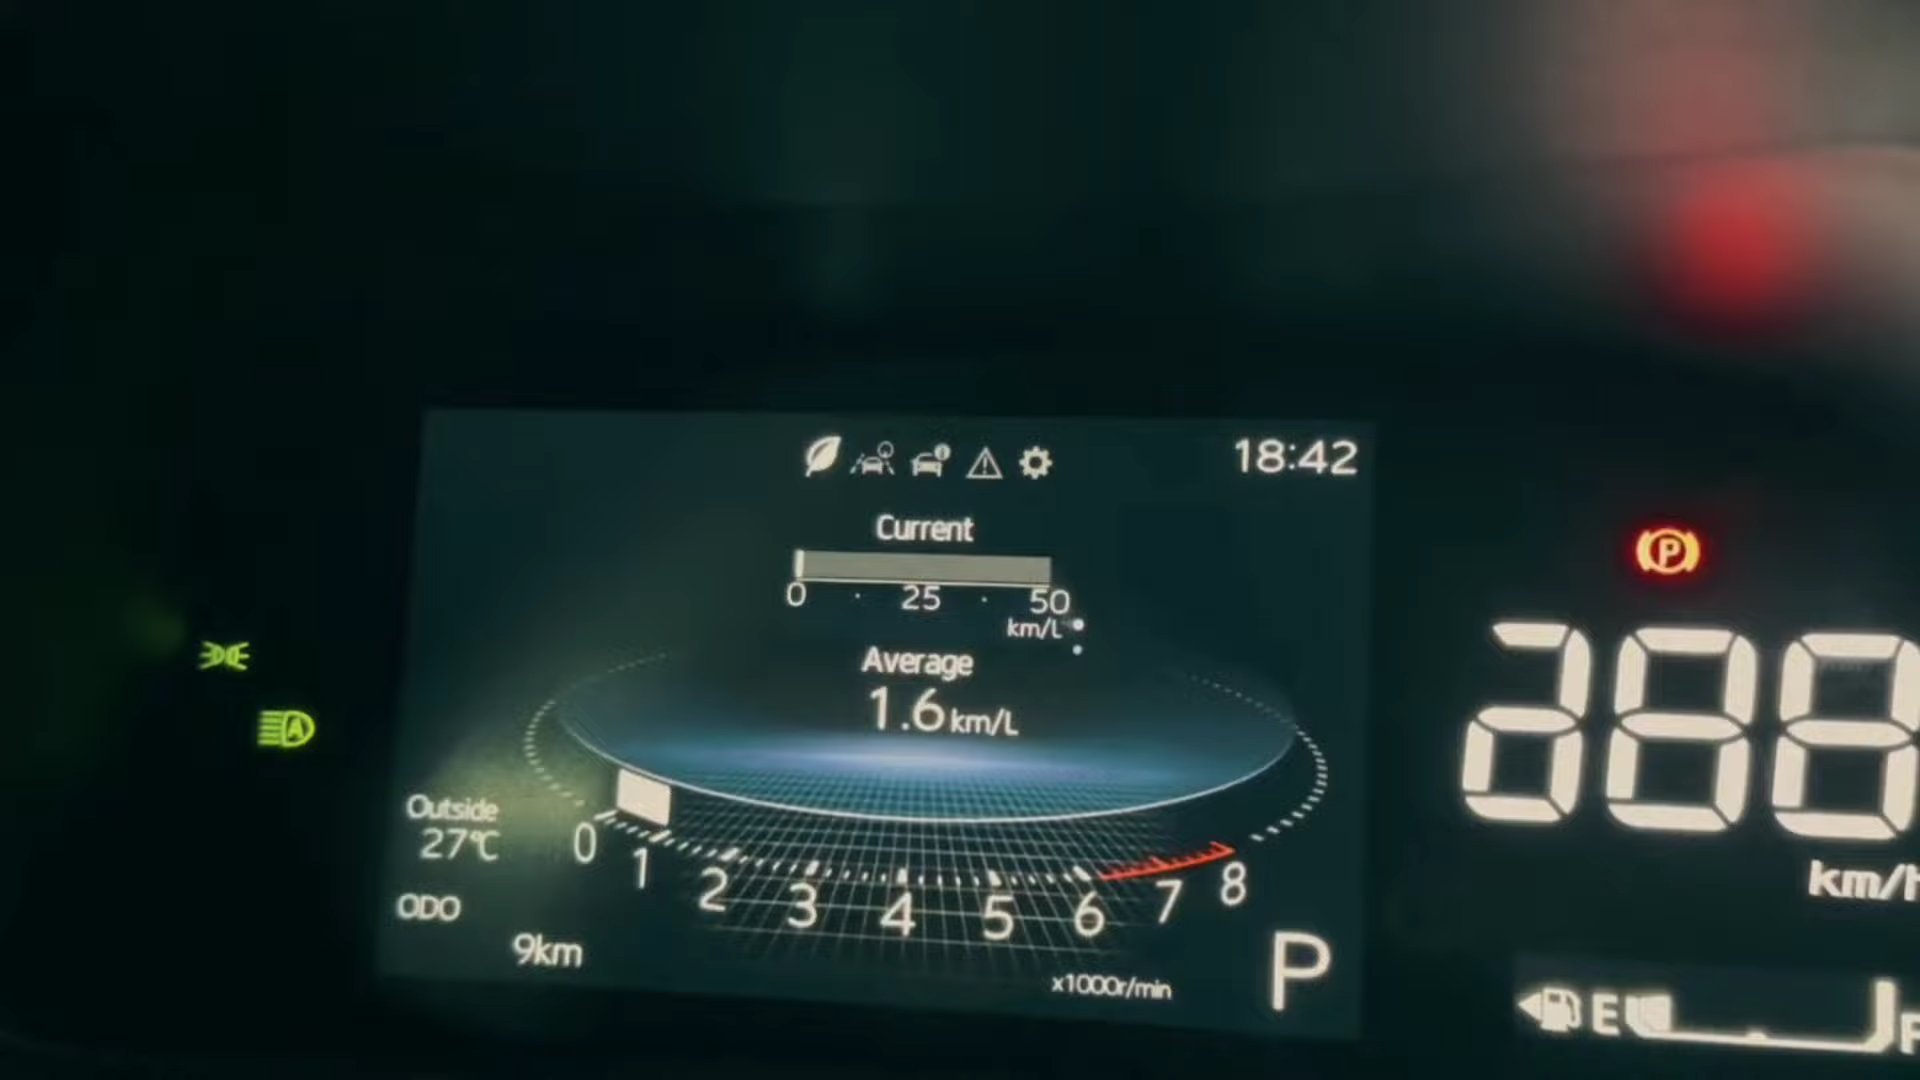 18:42
Current
0 25 50
km/L
Average
1.6 km/L
Outside
27℃
ODO
9km
0 1 2 3 4 5 6 7 8
x1000r/min
P
P
A
km/h
E